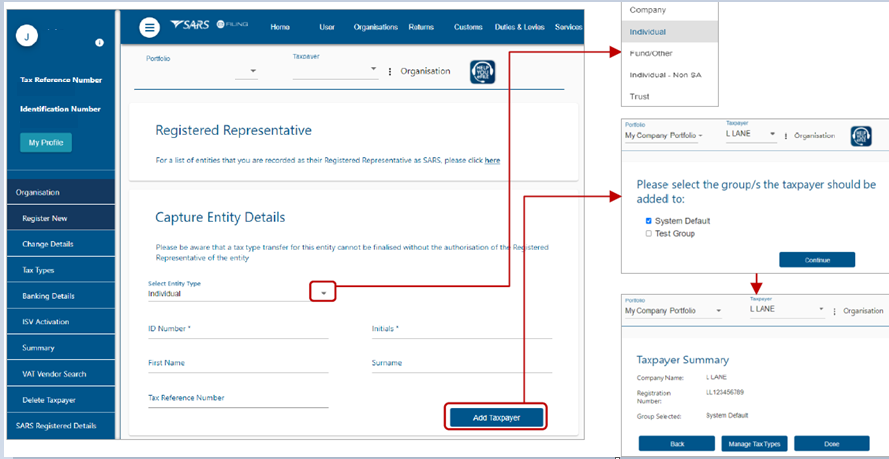 J
i
Tax Reference Number
Identification Number
My Profile
Organisation
Register New
Change Details
Tax Types
Banking Details
ISV Activation
Summary
VAT Vendor Search
Delete Taxpayer
SARS Registered Details
SARS eFILING
Home
User
Organisations
Returns
Customs
Duties & Levies
Services
Portfolio
Taxpayer
Organisation
HELP YOU eFILE
Registered Representative
For a list of entities that you are recorded as their Registered Representative as SARS, please click here
Capture Entity Details
Please be aware that a tax type transfer for this entity cannot be finalised without the authorisation of the Registered
Representative of the entity
Select Entity Type
Individual
ID Number *
Initials *
First Name
Surname
Tax Reference Number
Add Taxpayer
Company
Individual
Fund/Other
Individual - Non SA
Trust
Portfolio
Taxpayer
My Company Portfolio
L LANE
Organisation
Please select the group/s the taxpayer should be
added to:
System Default
Test Group
Continue
Portfolio
Taxpayer
My Company Portfolio
L LANE
Organisation
Taxpayer Summary
Company Name: L LANE
Registration
Number:
LL123456789
Group Selected: System Default
Back
Manage Tax Types
Done